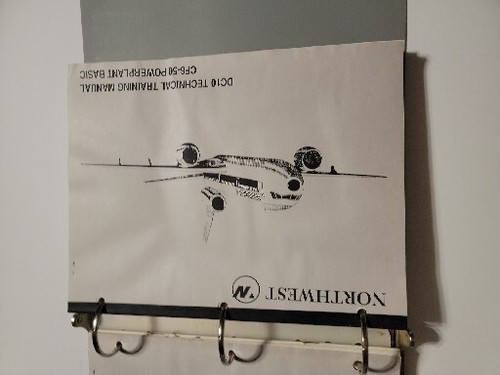 NORTHWEST
DC10 TECHNICAL TRAINING MANUAL
CF6-50 POWERPLANT BASIC